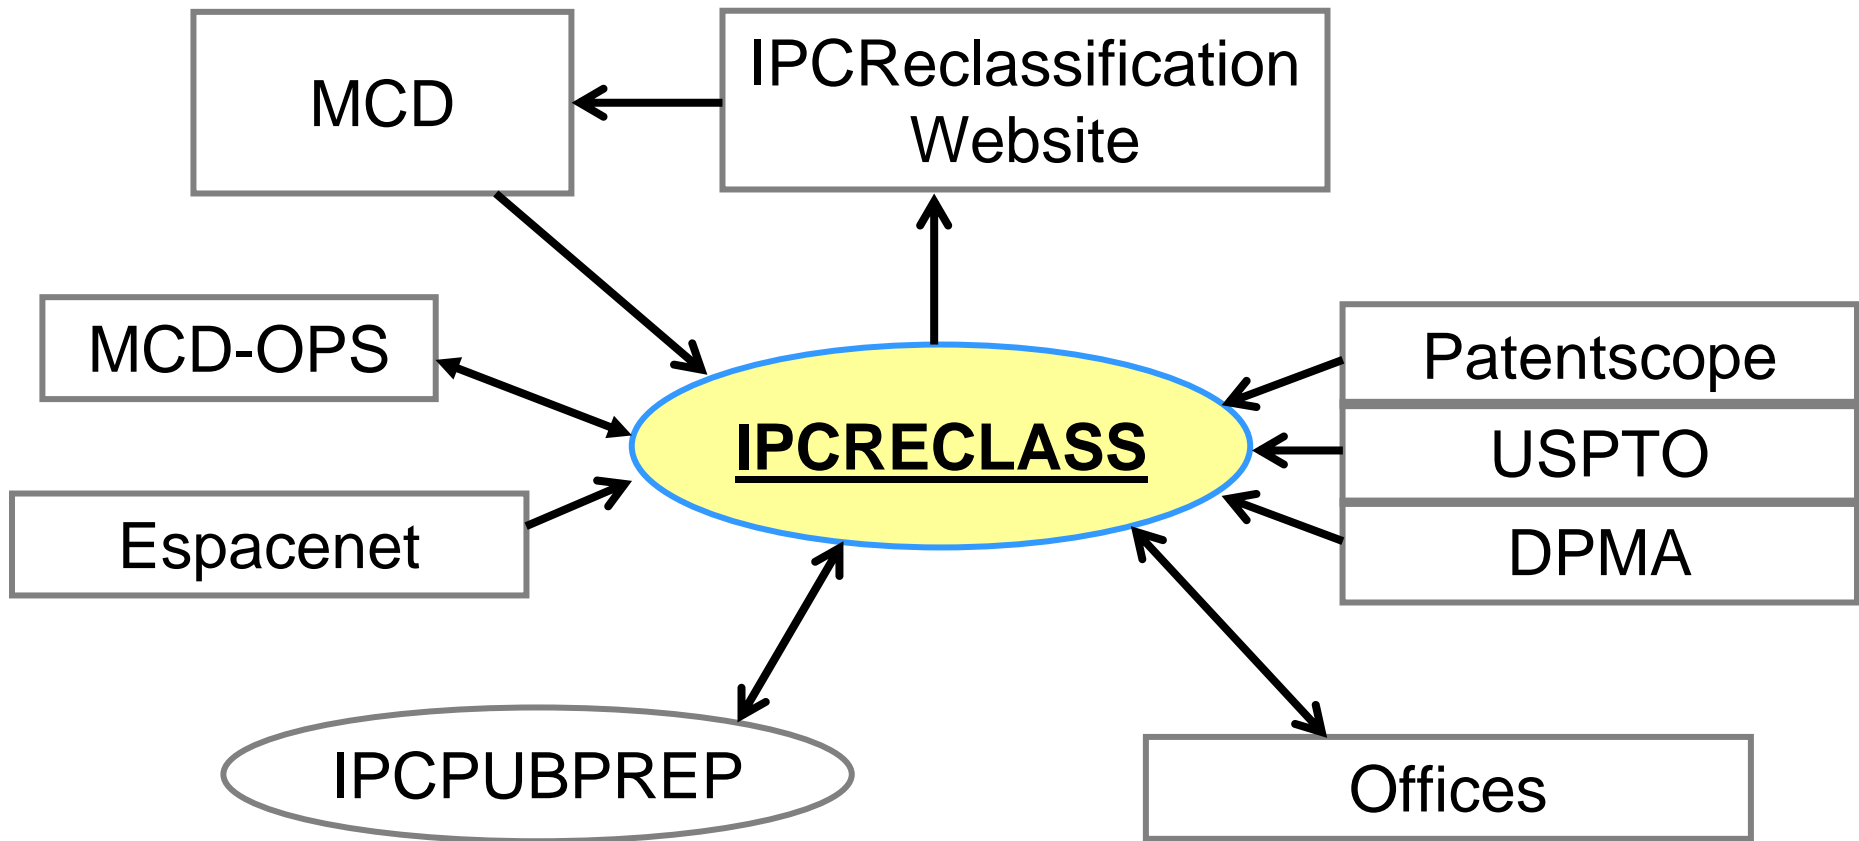 MCD
IPCReclassification
Website
MCD-OPS
Patentscope
IPCRECLASS
USPTO
Espacenet
DPMA
IPCPUBPREP
Offices